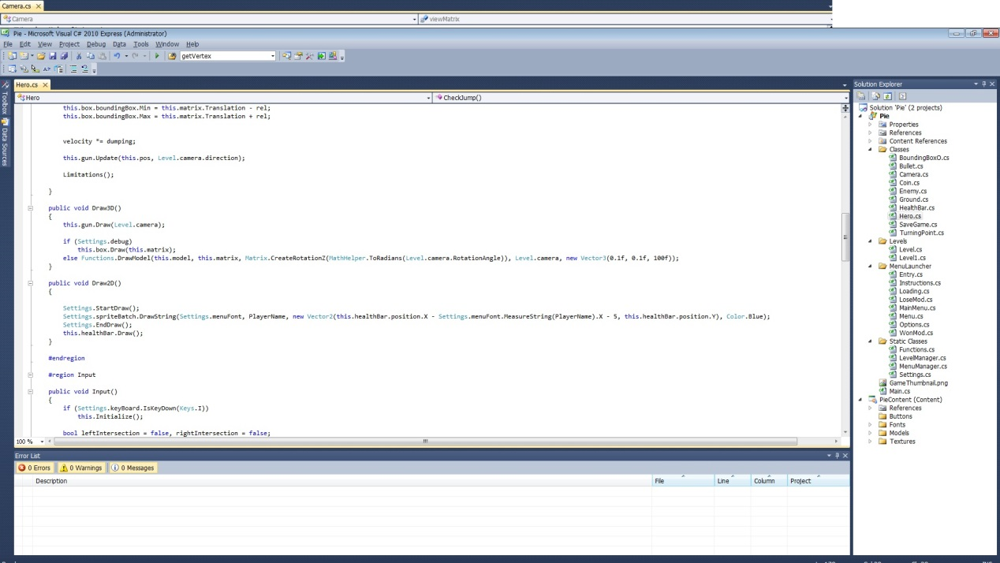 Camera.cs
Camera
viewMatrix
Pie - Microsoft Visual C# 2010 Express (Administrator)
File Edit View Project Debug Data Tools Window Help
getVertex
Toolbox
Data Sources
Hero.cs
Hero
CheckJump()
this.box.boundingBox.Min = this.matrix.Translation - rel;
this.box.boundingBox.Max = this.matrix.Translation + rel;
velocity *= dumping;
this.gun.Update(this.pos, Level.camera.direction);
Limitations();
}
public void Draw3D()
{
this.gun.Draw(Level.camera);
if (Settings.debug)
this.box.Draw(this.matrix);
else Functions.DrawModel(this.model, this.matrix, Matrix.CreateRotationZ(MathHelper.ToRadians(Level.camera.RotationAngle)), Level.camera, new Vector3(0.1f, 0.1f, 100f));
}
public void Draw2D()
{
Settings.StartDraw();
Settings.spriteBatch.DrawString(Settings.menuFont, PlayerName, new Vector2(this.healthBar.position.X - Settings.menuFont.MeasureString(PlayerName).X - 5, this.healthBar.position.Y), Color.Blue);
Settings.EndDraw();
this.healthBar.Draw();
}
#endregion
#region Input
public void Input()
{
if (Settings.keyBoard.IsKeyDown(Keys.I))
this.Initialize();
bool leftIntersection = false, rightIntersection = false;
100 %
Solution Explorer
Solution 'Pie' (2 projects)
Pie
Properties
References
Content References
Classes
BoundingBoxO.cs
Bullet.cs
Camera.cs
Coin.cs
Enemy.cs
Ground.cs
HealthBar.cs
Hero.cs
SaveGame.cs
TurningPoint.cs
Levels
Level.cs
Level1.cs
MenuLauncher
Entry.cs
Instructions.cs
Loading.cs
LoseMod.cs
MainMenu.cs
Menu.cs
Options.cs
WonMod.cs
Static Classes
Functions.cs
LevelManager.cs
MenuManager.cs
Settings.cs
GameThumbnail.png
Main.cs
PieContent (Content)
References
Buttons
Fonts
Models
Textures
Error List
0 Errors 0 Warnings 0 Messages
Description File Line Column Project